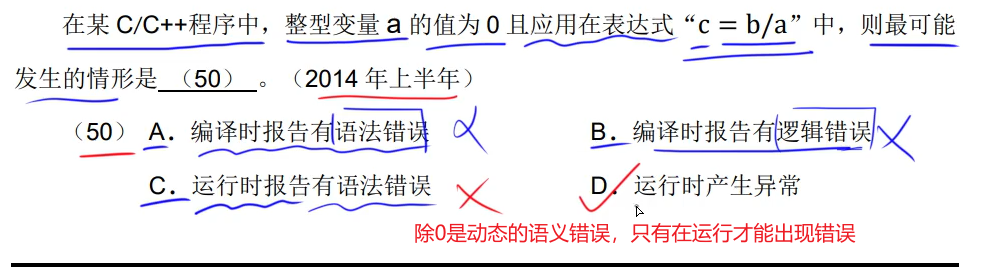 在某 C/C++程序中，整型变量 a 的值为 0 且应用在表达式“c = b/a”中，则最可能
发生的情形是 （50） 。（2014 年上半年）
（50） A．编译时报告有语法错误 B．编译时报告有逻辑错误
C．运行时报告有语法错误 D．运行时产生异常
除0是动态的语义错误，只有在运行才能出现错误